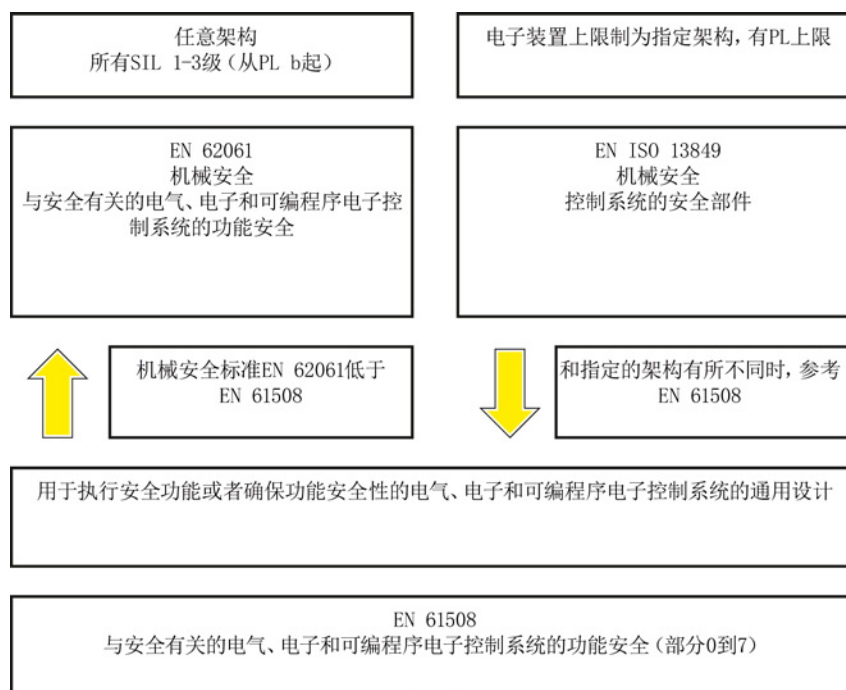 任意架构
所有SIL 1-3级（从PL b起）
电子装置上限制为指定架构，有PL上限
EN 62061
机械安全
与安全有关的电气、电子和可编程序电子控
制系统的功能安全
EN ISO 13849
机械安全
控制系统的安全部件
机械安全标准EN 62061低于
EN 61508
和指定的架构有所不同时，参考
EN 61508
用于执行安全功能或者确保功能安全性的电气、电子和可编程序电子控制系统的通用设计
EN 61508
与安全有关的电气、电子和可编程序电子控制系统的功能安全（部分0到7）